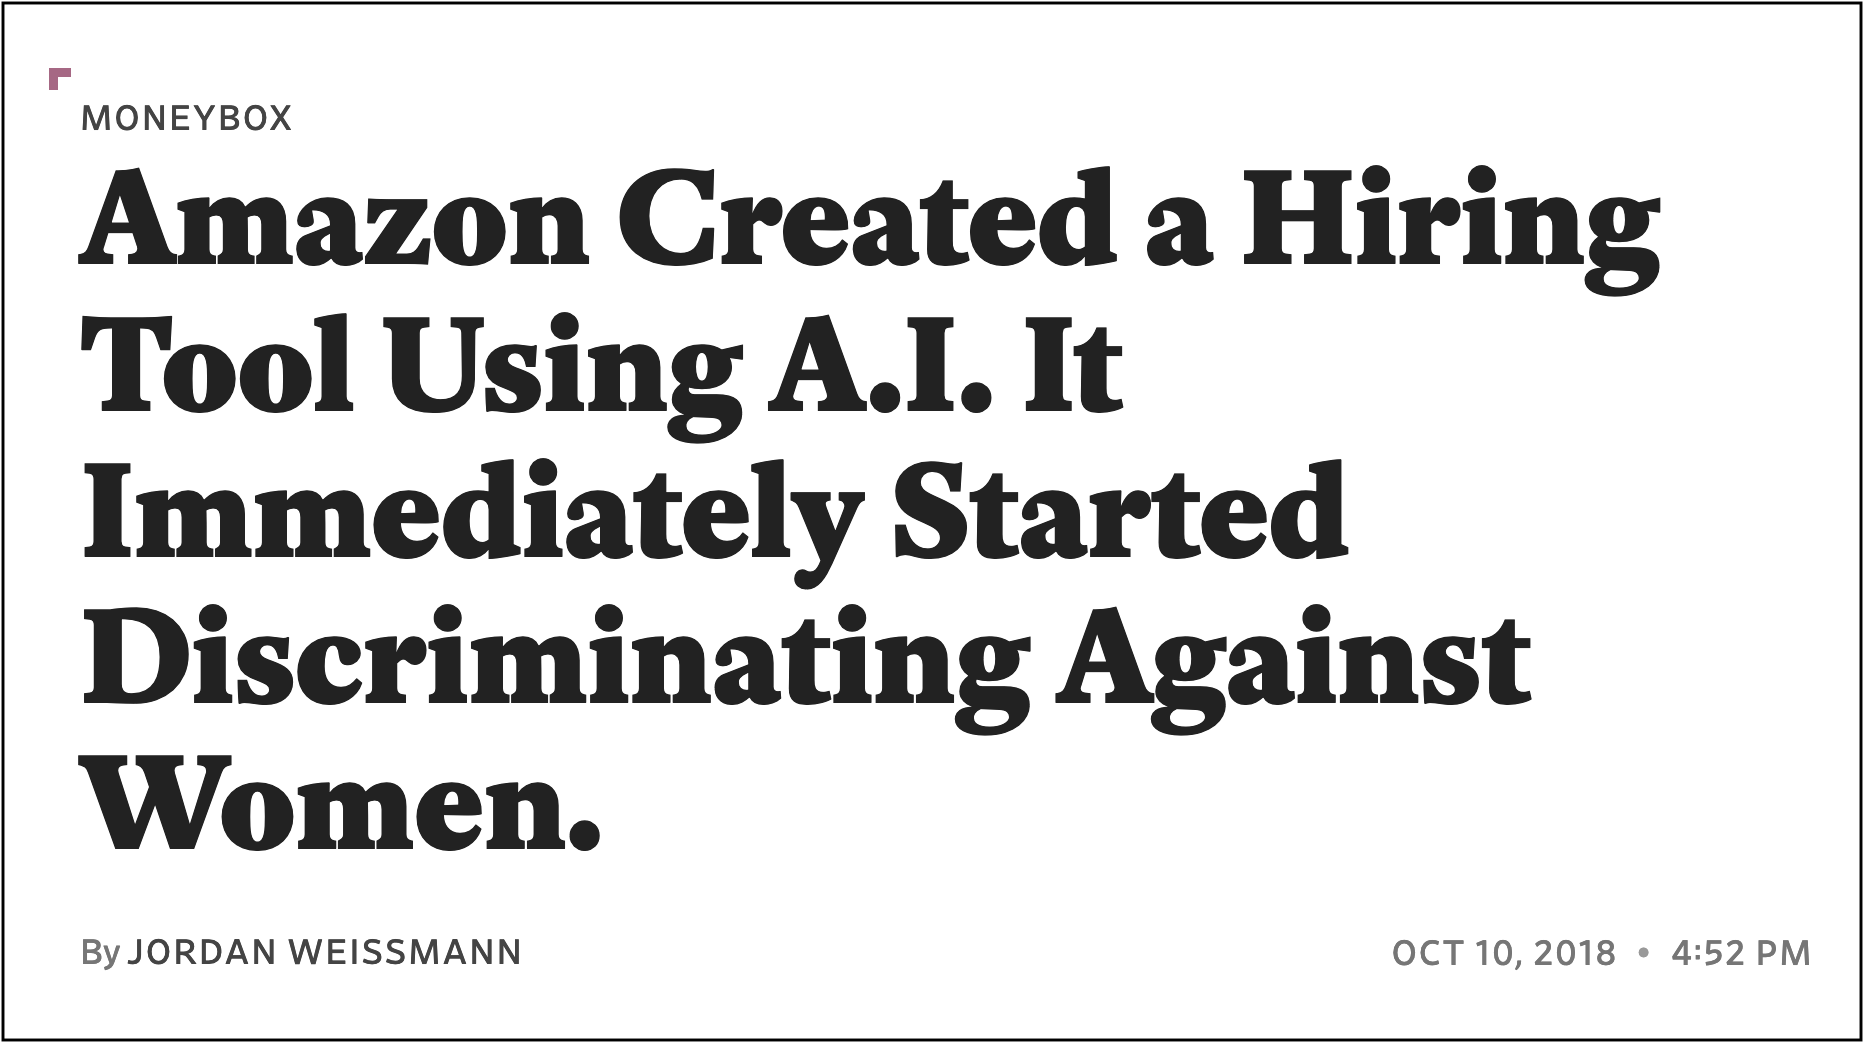 MONEYBOX
Amazon Created a Hiring
Tool Using A.I. It
Immediately Started
Discriminating Against
Women.
By JORDAN WEISSMANN
OCT 10, 2018 • 4:52 PM